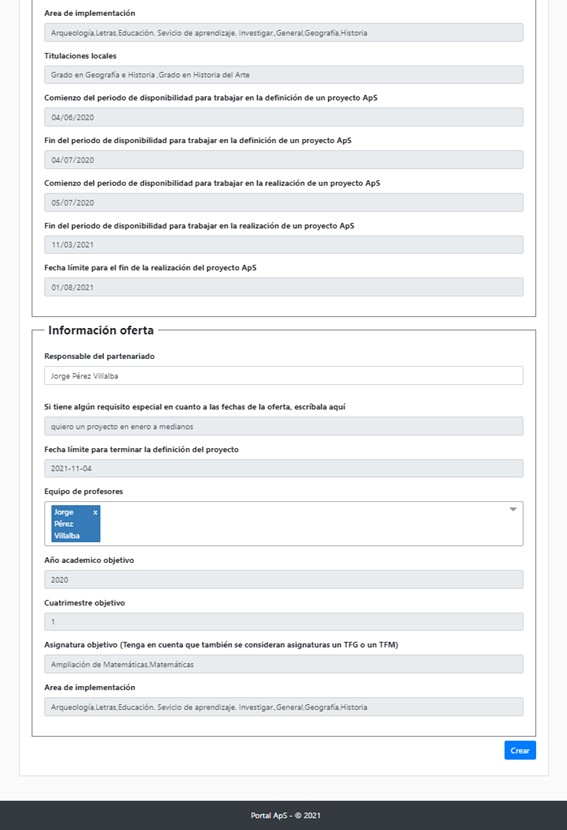 Area de implementación
Arqueología,Letras,Educación. Sevicio de aprendizaje. Investigar.,General,Geografía,Historia
Titulaciones locales
Grado en Geografía e Historia ,Grado en Historia del Arte
Comienzo del periodo de disponibilidad para trabajar en la definición de un proyecto ApS
04/06/2020
Fin del periodo de disponibilidad para trabajar en la definición de un proyecto ApS
04/07/2020
Comienzo del periodo de disponibilidad para trabajar en la realización de un proyecto ApS
05/07/2020
Fin del periodo de disponibilidad para trabajar en la realización de un proyecto ApS
11/03/2021
Fecha límite para el fin de la realización del proyecto ApS
01/08/2021
Información oferta
Responsable del partenariado
Jorge Pérez Villalba
Si tiene algún requisito especial en cuanto a las fechas de la oferta, escríbala aquí
quiero un proyecto en enero a medianos
Fecha límite para terminar la definición del proyecto
2021-11-04
Equipo de profesores
Jorge x
Pérez
Villalba
Año academico objetivo
2020
Cuatrimestre objetivo
1
Asignatura objetivo (Tenga en cuenta que también se consideran asignaturas un TFG o un TFM)
Ampliación de Matemáticas,Matemáticas
Area de implementación
Arqueología,Letras,Educación. Sevicio de aprendizaje. Investigar.,General,Geografía,Historia
Crear
Portal ApS - © 2021